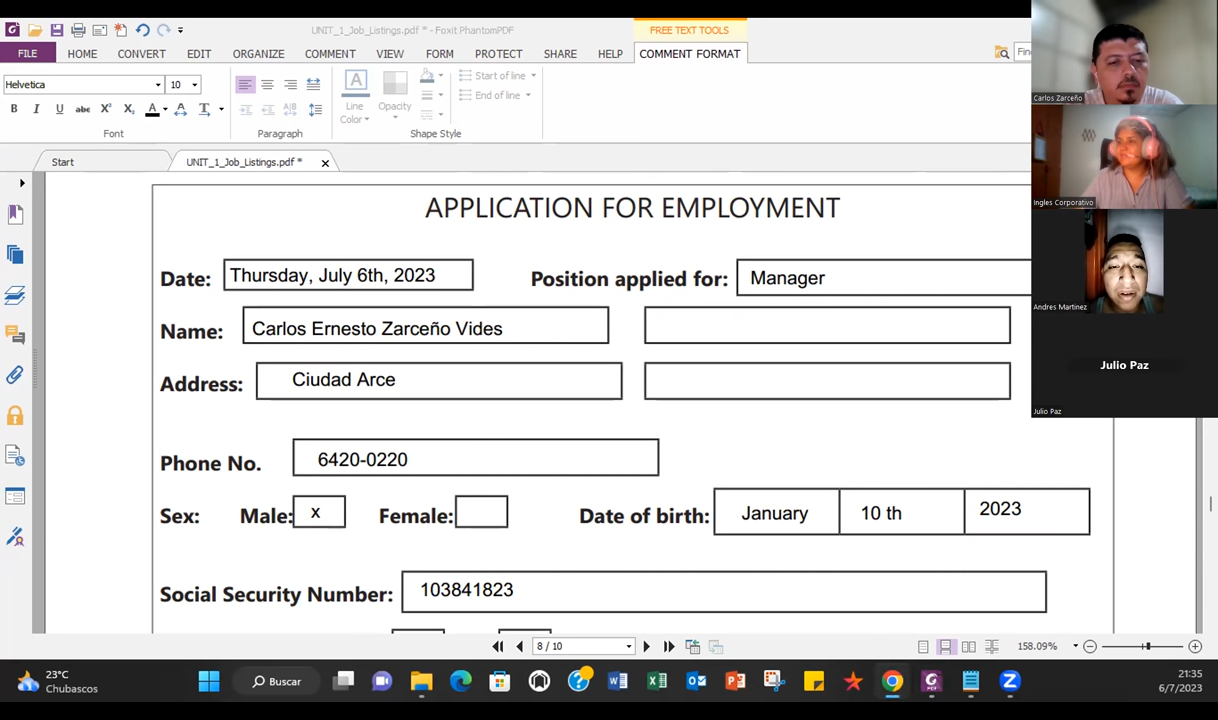 UNIT_1_Job_Listings.pdf * - Foxit PhantomPDF
FREE TEXT TOOLS
FILE HOME CONVERT EDIT ORGANIZE COMMENT VIEW FORM PROTECT SHARE HELP COMMENT FORMAT
Helvetica 10
Line Color
Opacity
Start of line
End of line
B I U abc X² X₂ A A T
Font Paragraph Shape Style
Start UNIT_1_Job_Listings.pdf *
APPLICATION FOR EMPLOYMENT
Date: Thursday, July 6th, 2023 Position applied for: Manager
Name: Carlos Ernesto Zarceño Vides
Address: Ciudad Arce
Phone No. 6420-0220
Sex: Male: x Female: Date of birth: January 10 th 2023
Social Security Number: 103841823
8 / 10 158.09%
Carlos Zarceño
Ingles Corporativo
Andres Martinez
Julio Paz
Julio Paz
23°C
Chubascos
Buscar
21:35
6/7/2023